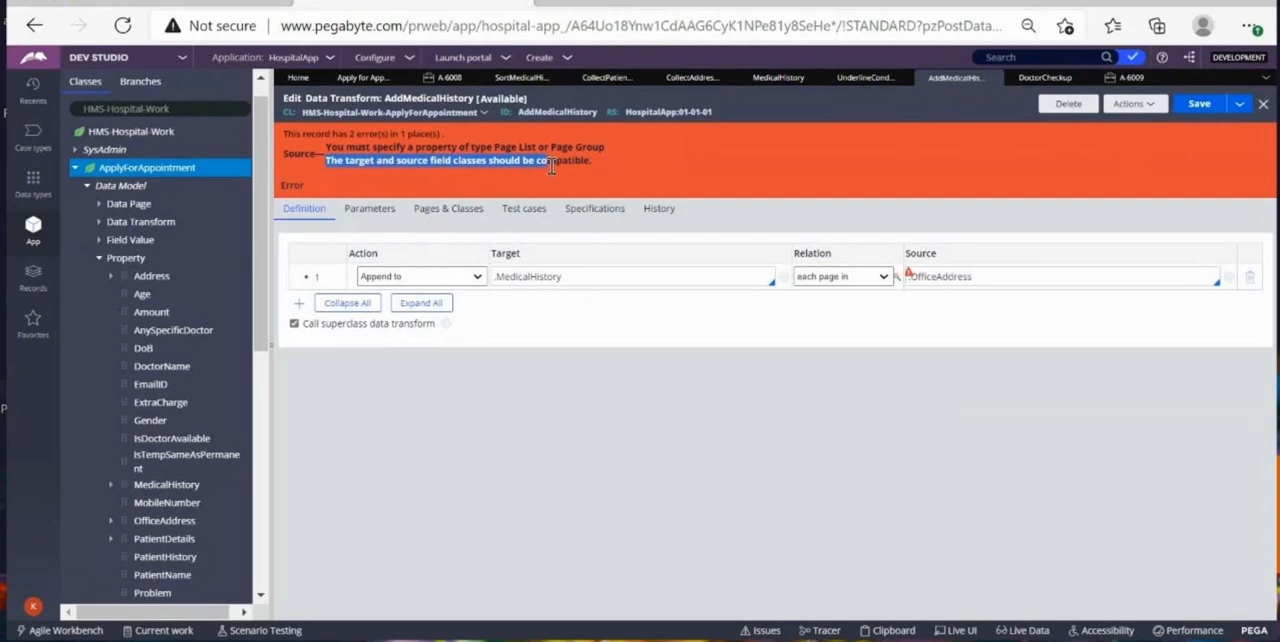 Not secure www.pegabyte.com/prweb/app/hospital-app_/A64Uo18Ynw1CdAAG6CyK1NPe81y8SeHe*/!STANDARD?pzPostData...
DEV STUDIO Application: HospitalApp Configure Launch portal Create Search DEVELOPMENT
Recents
Case types
Data types
App
Records
Favorites
K
Classes Branches
HMS-Hospital-Work
HMS-Hospital-Work
SysAdmin
ApplyForAppointment
Data Model
Data Page
Data Transform
Field Value
Property
Address
Age
Amount
AnySpecificDoctor
DoB
DoctorName
EmailID
ExtraCharge
Gender
IsDoctorAvailable
IsTempSameAsPermane
nt
MedicalHistory
MobileNumber
OfficeAddress
PatientDetails
PatientHistory
PatientName
Problem
Home Apply for App... A-6008 SortMedicalHi... CollectPatien... CollectAddres... MedicalHistory UnderlineCond... AddMedicalHis... DoctorCheckup A-6009
Edit Data Transform: AddMedicalHistory [Available]
CL: HMS-Hospital-Work-ApplyForAppointment ID: AddMedicalHistory RS: HospitalApp:01-01-01
Delete Actions Save
This record has 2 error(s) in 1 place(s) .
You must specify a property of type Page List or Page Group
Source—
The target and source field classes should be compatible.
Error
Definition Parameters Pages & Classes Test cases Specifications History
Action Target Relation Source
1 Append to .MedicalHistory each page in .OfficeAddress
Collapse All Expand All
Call superclass data transform
Agile Workbench Current work Scenario Testing Issues Tracer Clipboard Live UI Live Data Accessibility Performance PEGA